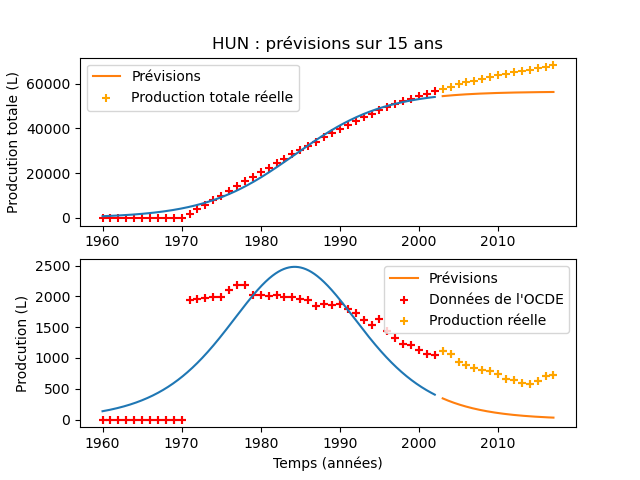 HUN : prévisions sur 15 ans
Prodcution totale (L)
60000
40000
20000
0
Prévisions
Production totale réelle
1960 1970 1980 1990 2000 2010
Prodcution (L)
2500
2000
1500
1000
500
0
Prévisions
Données de l'OCDE
Production réelle
1960 1970 1980 1990 2000 2010
Temps (années)